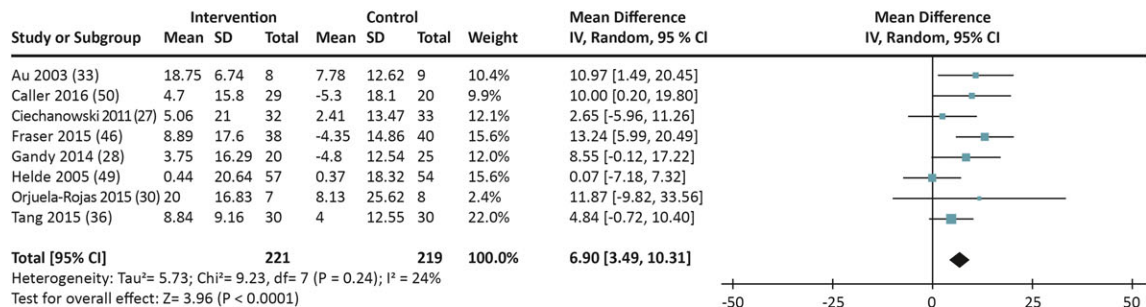 Intervention Control Mean Difference Mean Difference
Study or Subgroup Mean SD Total Mean SD Total Weight IV, Random, 95 % CI IV, Random, 95% CI
Au 2003 (33) 18.75 6.74 8 7.78 12.62 9 10.4% 10.97 [1.49, 20.45]
Caller 2016 (50) 4.7 15.8 29 -5.3 18.1 20 9.9% 10.00 [0.20, 19.80]
Ciechanowski 2011 (27) 5.06 21 32 2.41 13.47 33 12.1% 2.65 [-5.96, 11.26]
Fraser 2015 (46) 8.89 17.6 38 -4.35 14.86 40 15.6% 13.24 [5.99, 20.49]
Gandy 2014 (28) 3.75 16.29 20 -4.8 12.54 25 12.0% 8.55 [-0.12, 17.22]
Helde 2005 (49) 0.44 20.64 57 0.37 18.32 54 15.6% 0.07 [-7.18, 7.32]
Orjuela-Rojas 2015 (30) 20 16.83 7 8.13 25.62 8 2.4% 11.87 [-9.82, 33.56]
Tang 2015 (36) 8.84 9.16 30 4 12.55 30 22.0% 4.84 [-0.72, 10.40]
Total [95% CI] 221 219 100.0% 6.90 [3.49, 10.31]
Heterogeneity: Tau²= 5.73; Chi²= 9.23, df= 7 (P = 0.24); I² = 24%
Test for overall effect: Z= 3.96 (P < 0.0001)
-50 -25 0 25 50